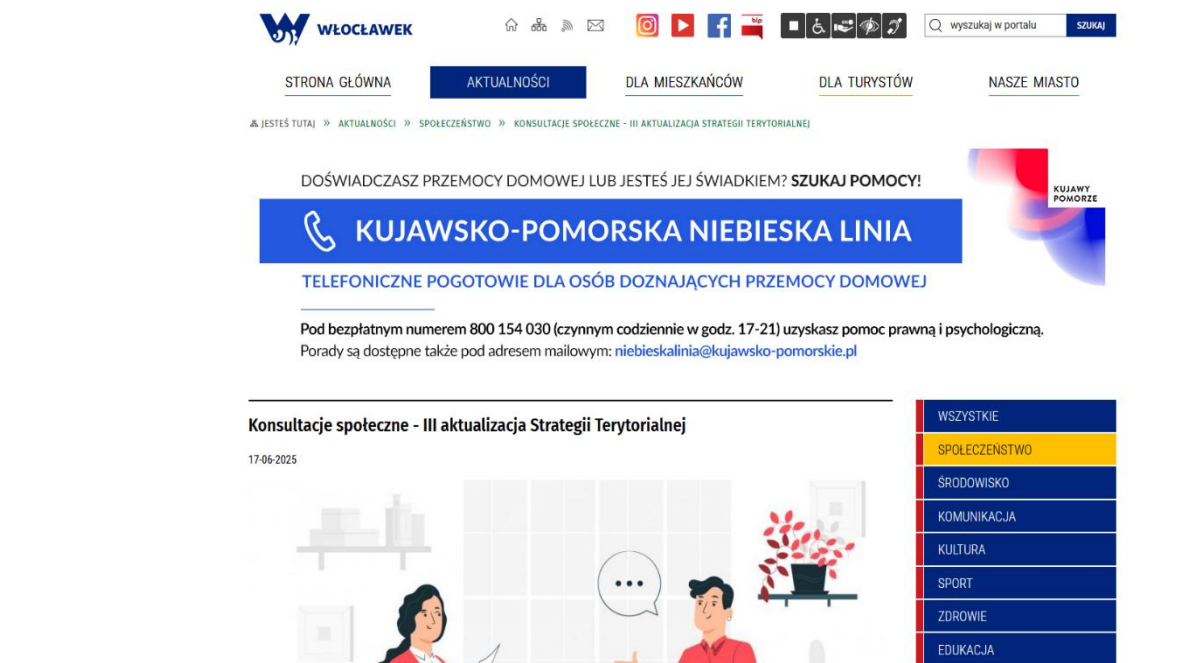 WŁOCŁAWEK
bip
wyszukaj w portalu
SZUKAJ
STRONA GŁÓWNA
AKTUALNOŚCI
DLA MIESZKAŃCÓW
DLA TURYSTÓW
NASZE MIASTO
JESTEŚ TUTAJ » AKTUALNOŚCI » SPOŁECZEŃSTWO » KONSULTACJE SPOŁECZNE - III AKTUALIZACJA STRATEGII TERYTORIALNEJ
DOŚWIADCZASZ PRZEMOCY DOMOWEJ LUB JESTEŚ JEJ ŚWIADKIEM? SZUKAJ POMOCY!
KUJAWY
POMORZE
KUJAWSKO-POMORSKA NIEBIESKA LINIA
TELEFONICZNE POGOTOWIE DLA OSÓB DOZNAJĄCYCH PRZEMOCY DOMOWEJ
Pod bezpłatnym numerem 800 154 030 (czynnym codziennie w godz. 17-21) uzyskasz pomoc prawną i psychologiczną.
Porady są dostępne także pod adresem mailowym: niebieskalinia@kujawsko-pomorskie.pl
Konsultacje społeczne - III aktualizacja Strategii Terytorialnej
17-06-2025
WSZYSTKIE
SPOŁECZEŃSTWO
ŚRODOWISKO
KOMUNIKACJA
KULTURA
SPORT
ZDROWIE
EDUKACJA